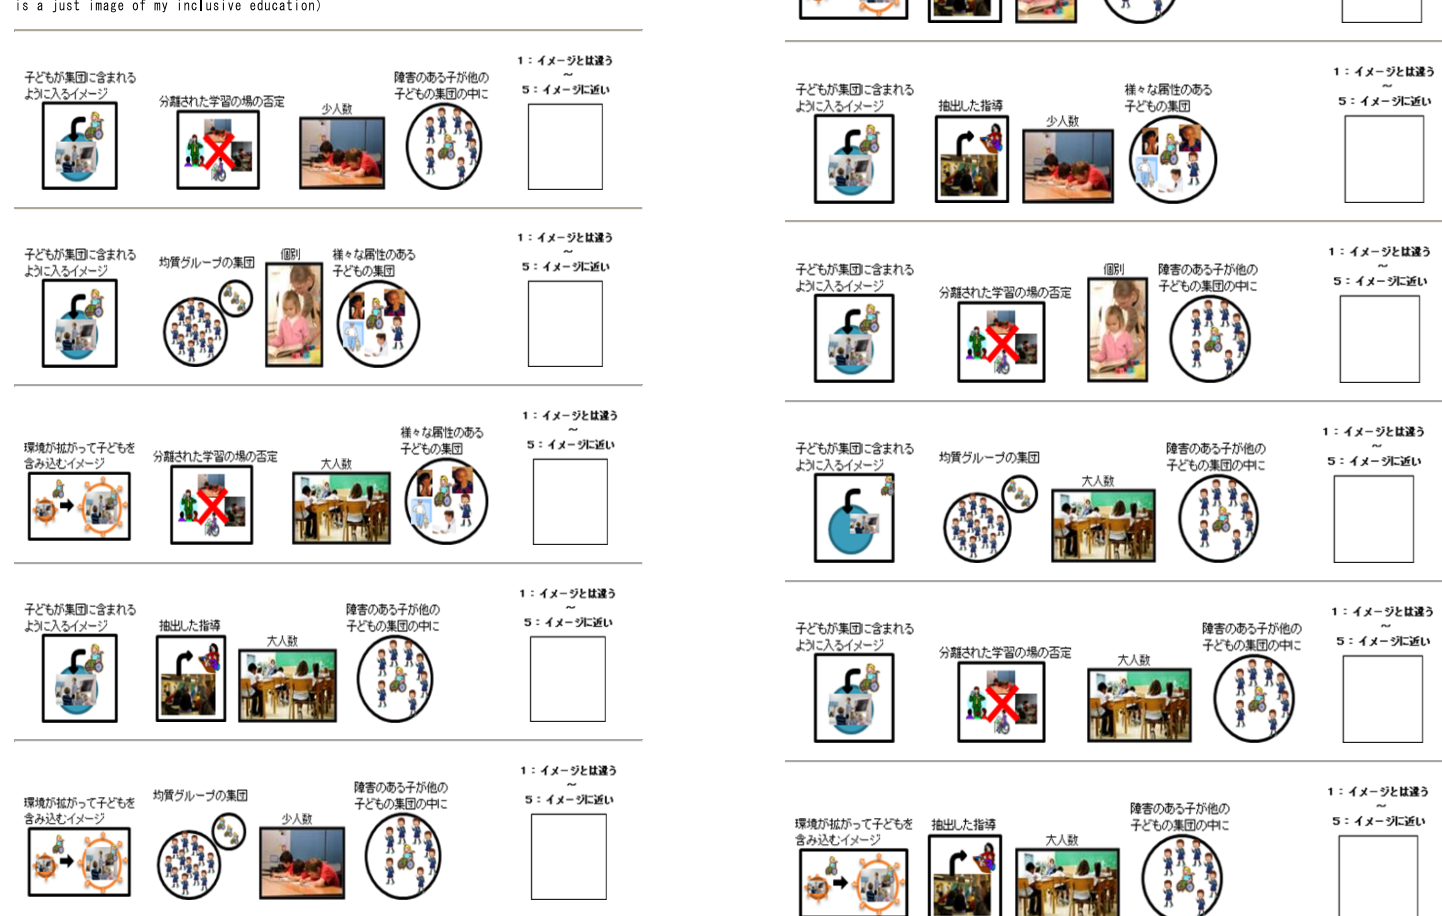 is a just image of my inclusive education)
1：イメージとは違う
～
5：イメージに近い
子どもが集団に含まれる
ように入るイメージ
分離された学習の場の否定
少人数
障害のある子が他の
子どもの集団の中に
1：イメージとは違う
～
5：イメージに近い
子どもが集団に含まれる
ように入るイメージ
均質グループの集団
個別
様々な属性のある
子どもの集団
1：イメージとは違う
～
5：イメージに近い
環境が拡がって子どもを
含み込むイメージ
分離された学習の場の否定
大人数
様々な属性のある
子どもの集団
1：イメージとは違う
～
5：イメージに近い
子どもが集団に含まれる
ように入るイメージ
抽出した指導
大人数
障害のある子が他の
子どもの集団の中に
1：イメージとは違う
～
5：イメージに近い
環境が拡がって子どもを
含み込むイメージ
均質グループの集団
少人数
障害のある子が他の
子どもの集団の中に
1：イメージとは違う
～
5：イメージに近い
子どもが集団に含まれる
ように入るイメージ
抽出した指導
少人数
様々な属性のある
子どもの集団
1：イメージとは違う
～
5：イメージに近い
子どもが集団に含まれる
ように入るイメージ
分離された学習の場の否定
個別
障害のある子が他の
子どもの集団の中に
1：イメージとは違う
～
5：イメージに近い
子どもが集団に含まれる
ように入るイメージ
均質グループの集団
大人数
障害のある子が他の
子どもの集団の中に
1：イメージとは違う
～
5：イメージに近い
子どもが集団に含まれる
ように入るイメージ
分離された学習の場の否定
大人数
障害のある子が他の
子どもの集団の中に
1：イメージとは違う
～
5：イメージに近い
環境が拡がって子どもを
含み込むイメージ
抽出した指導
大人数
障害のある子が他の
子どもの集団の中に